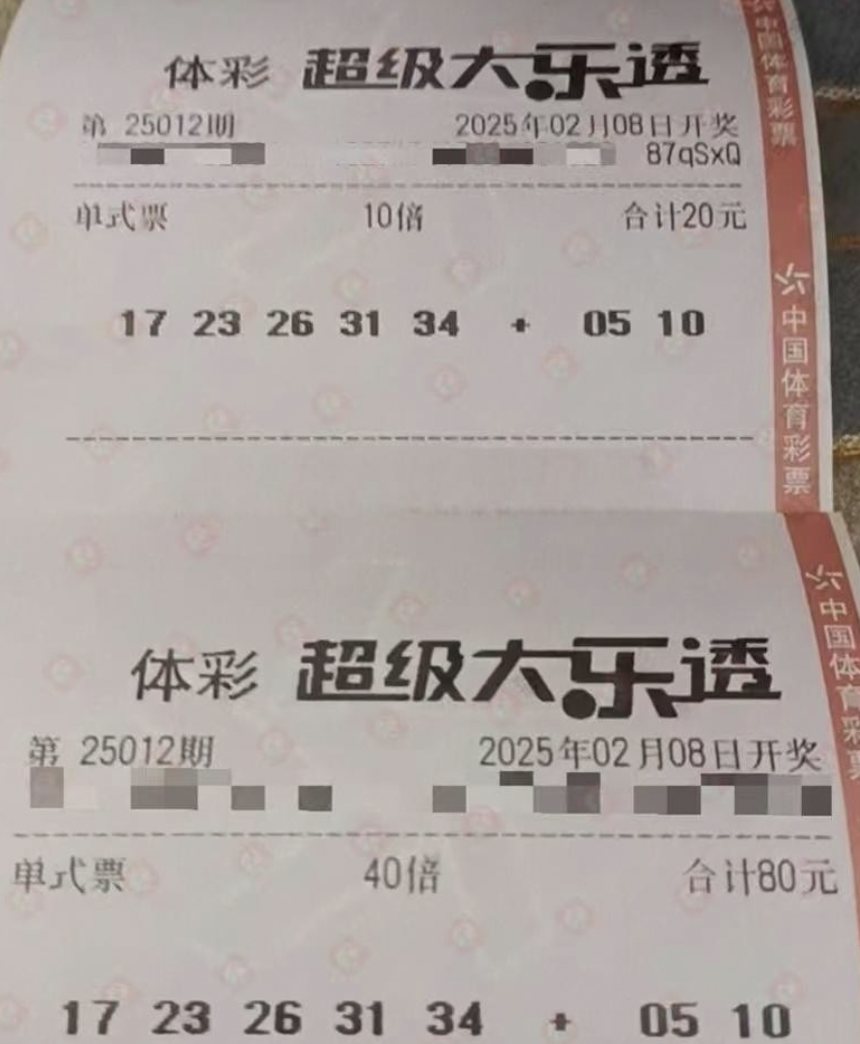 体彩 超级大乐透
第 25012期 2025年02月08日开奖
87qSxQ
单式票 10倍 合计20元
17 23 26 31 34 + 05 10
中国体育彩票
中国体育彩票
体彩 超级大乐透
第 25012期 2025年02月08日开奖
单式票 40倍 合计80元
17 23 26 31 34 + 05 10
中国体育彩票